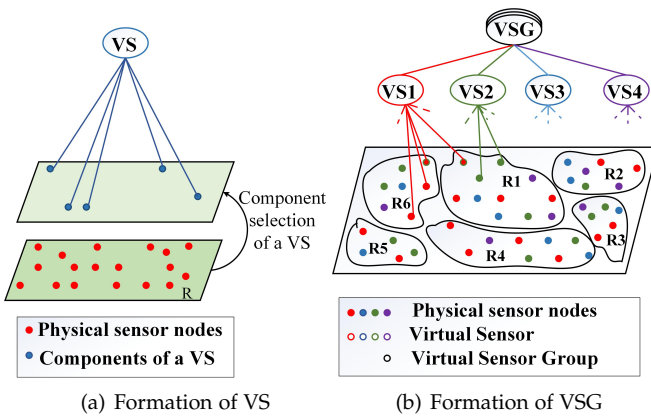 VS
Component
selection
of a VS
R
Physical sensor nodes
Components of a VS
(a) Formation of VS
VSG
VS1
VS2
VS3
VS4
R1
R2
R6
R3
R5
R4
Physical sensor nodes
Virtual Sensor
Virtual Sensor Group
(b) Formation of VSG